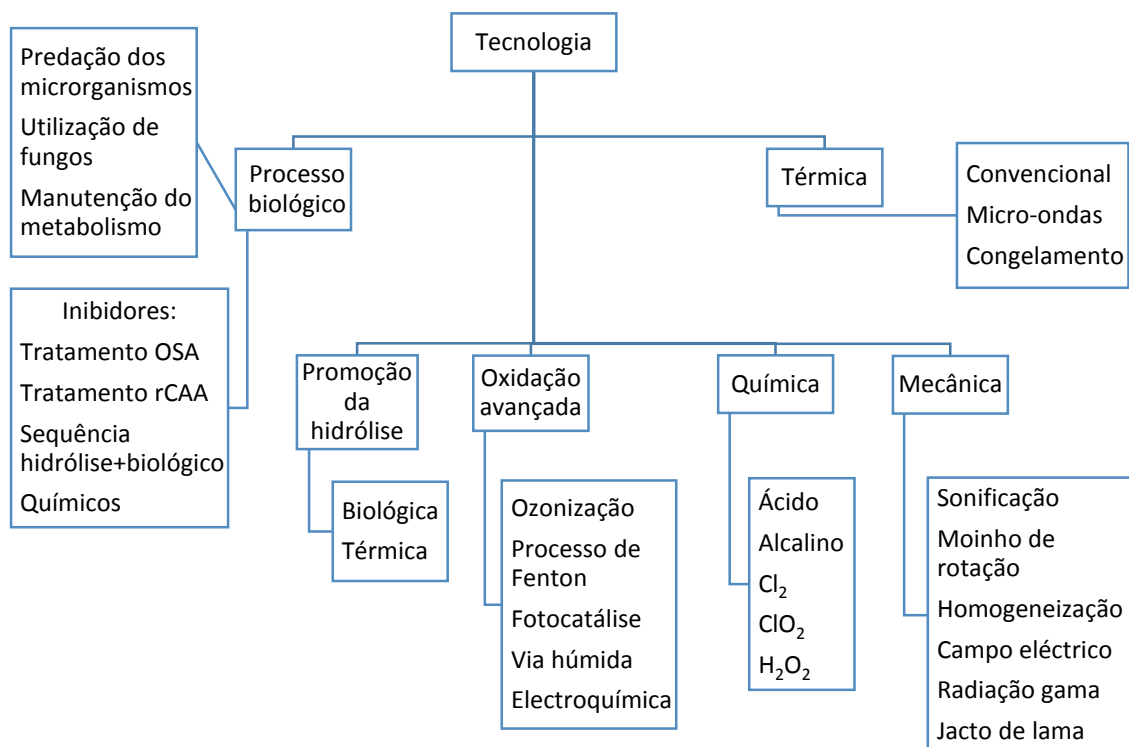 Tecnologia
Predação dos
microrganismos
Utilização de
fungos
Manutenção do
metabolismo
Processo
biológico
Térmica
Convencional
Micro-ondas
Congelamento
Inibidores:
Tratamento OSA
Tratamento rCAA
Sequência
hidrólise+biológico
Químicos
Promoção
da
hidrólise
Oxidação
avançada
Química
Mecânica
Biológica
Térmica
Ozonização
Processo de
Fenton
Fotocatálise
Via húmida
Electroquímica
Ácido
Alcalino
Cl₂
ClO₂
H₂O₂
Sonificação
Moinho de
rotação
Homogeneização
Campo eléctrico
Radiação gama
Jacto de lama